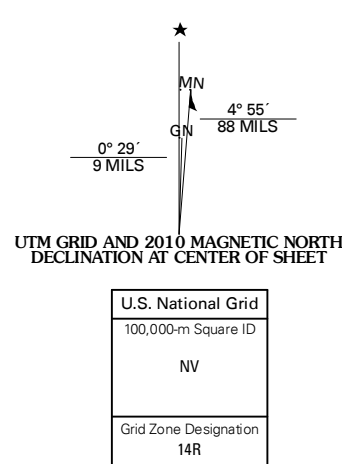 ★
MN
GN
4° 55´
88 MILS
0° 29´
9 MILS
UTM GRID AND 2010 MAGNETIC NORTH
DECLINATION AT CENTER OF SHEET
U.S. National Grid
100,000-m Square ID
NV
Grid Zone Designation
14R